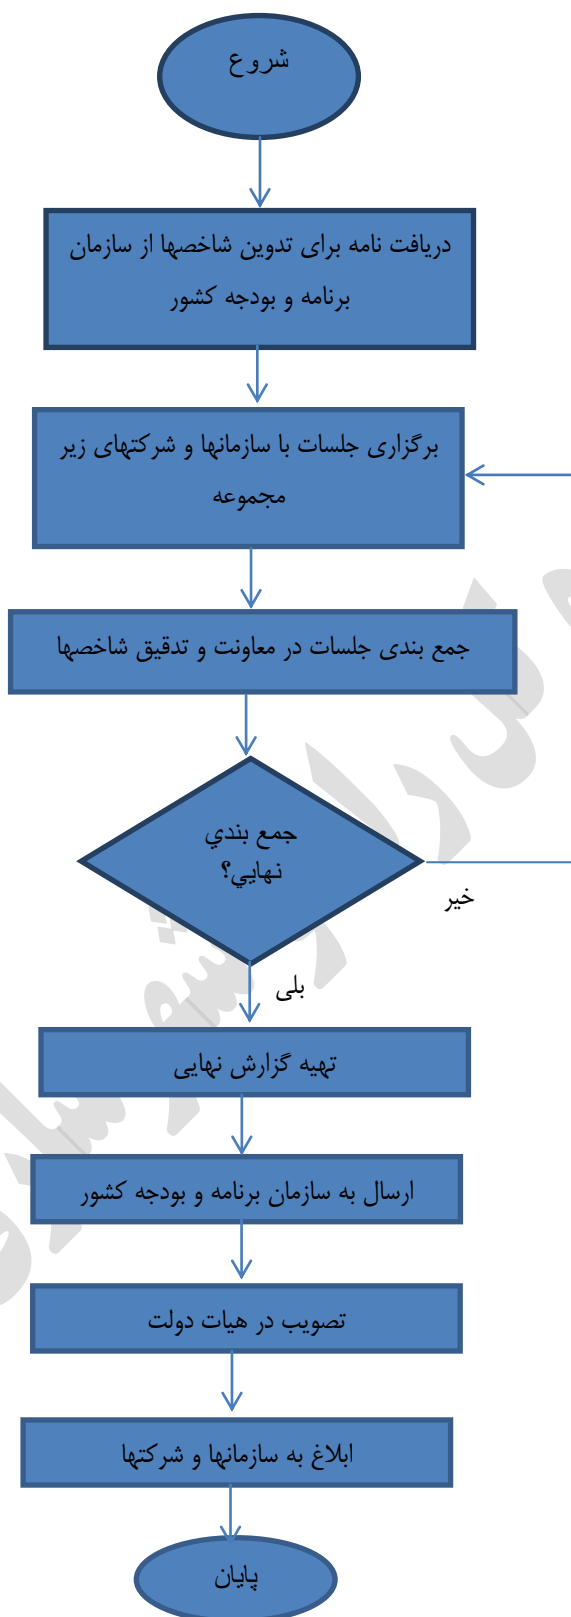 شروع
دریافت نامه برای تدوین شاخصها از سازمان
برنامه و بودجه کشور
برگزاری جلسات با سازمانها و شرکتهای زیر
مجموعه
جمع بندی جلسات در معاونت و تدقیق شاخصها
جمع بندي
نهايي؟
خیر
بلی
تهیه گزارش نهایی
ارسال به سازمان برنامه و بودجه کشور
تصویب در هیات دولت
ابلاغ به سازمانها و شرکتها
پایان